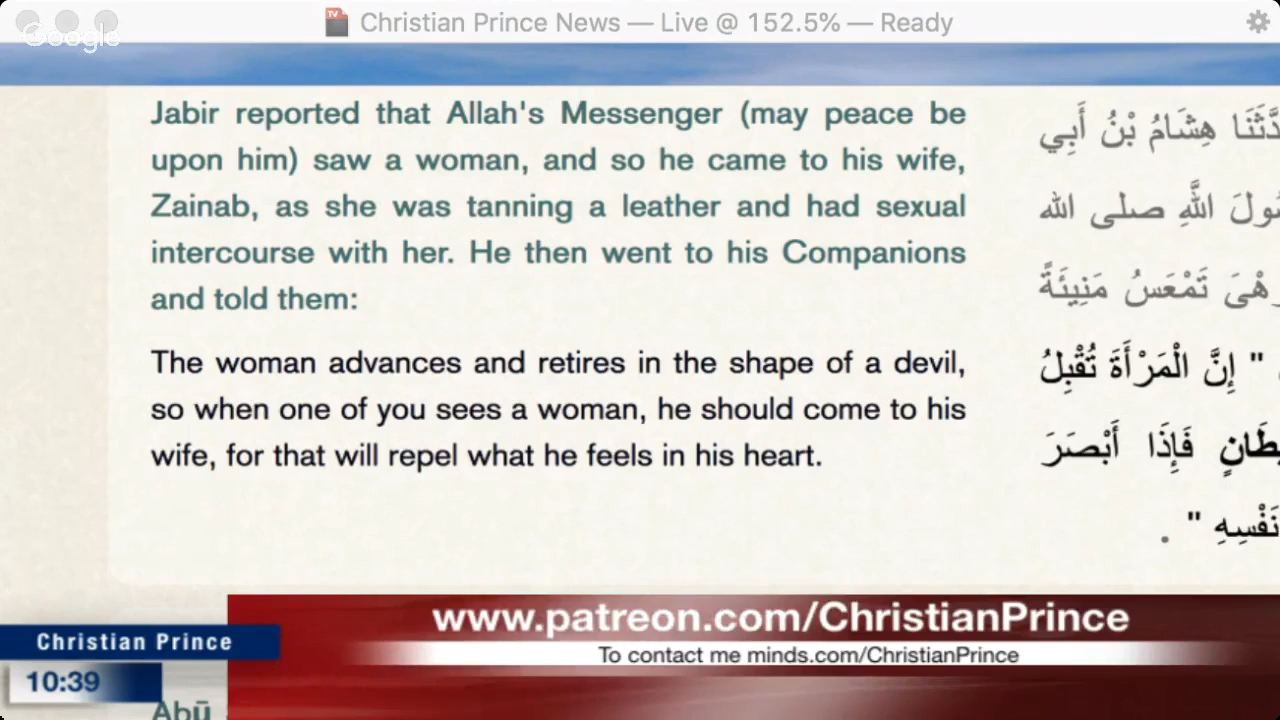 Christian Prince News — Live @ 152.5% — Ready
Google
Jabir reported that Allah's Messenger (may peace be
upon him) saw a woman, and so he came to his wife,
Zainab, as she was tanning a leather and had sexual
intercourse with her. He then went to his Companions
and told them:
The woman advances and retires in the shape of a devil,
so when one of you sees a woman, he should come to his
wife, for that will repel what he feels in his heart.
هِشَامُ بْنُ أَبِي
اللَّهِ صلى الله
تَمْعَسُ مَنِيئَةً
" إِنَّ الْمَرْأَةَ تُقْبِلُ
فَإِذَا أَبْصَرَ
نَفْسِهِ " .
www.patreon.com/ChristianPrince
To contact me minds.com/ChristianPrince
Christian Prince
10:39
Abū